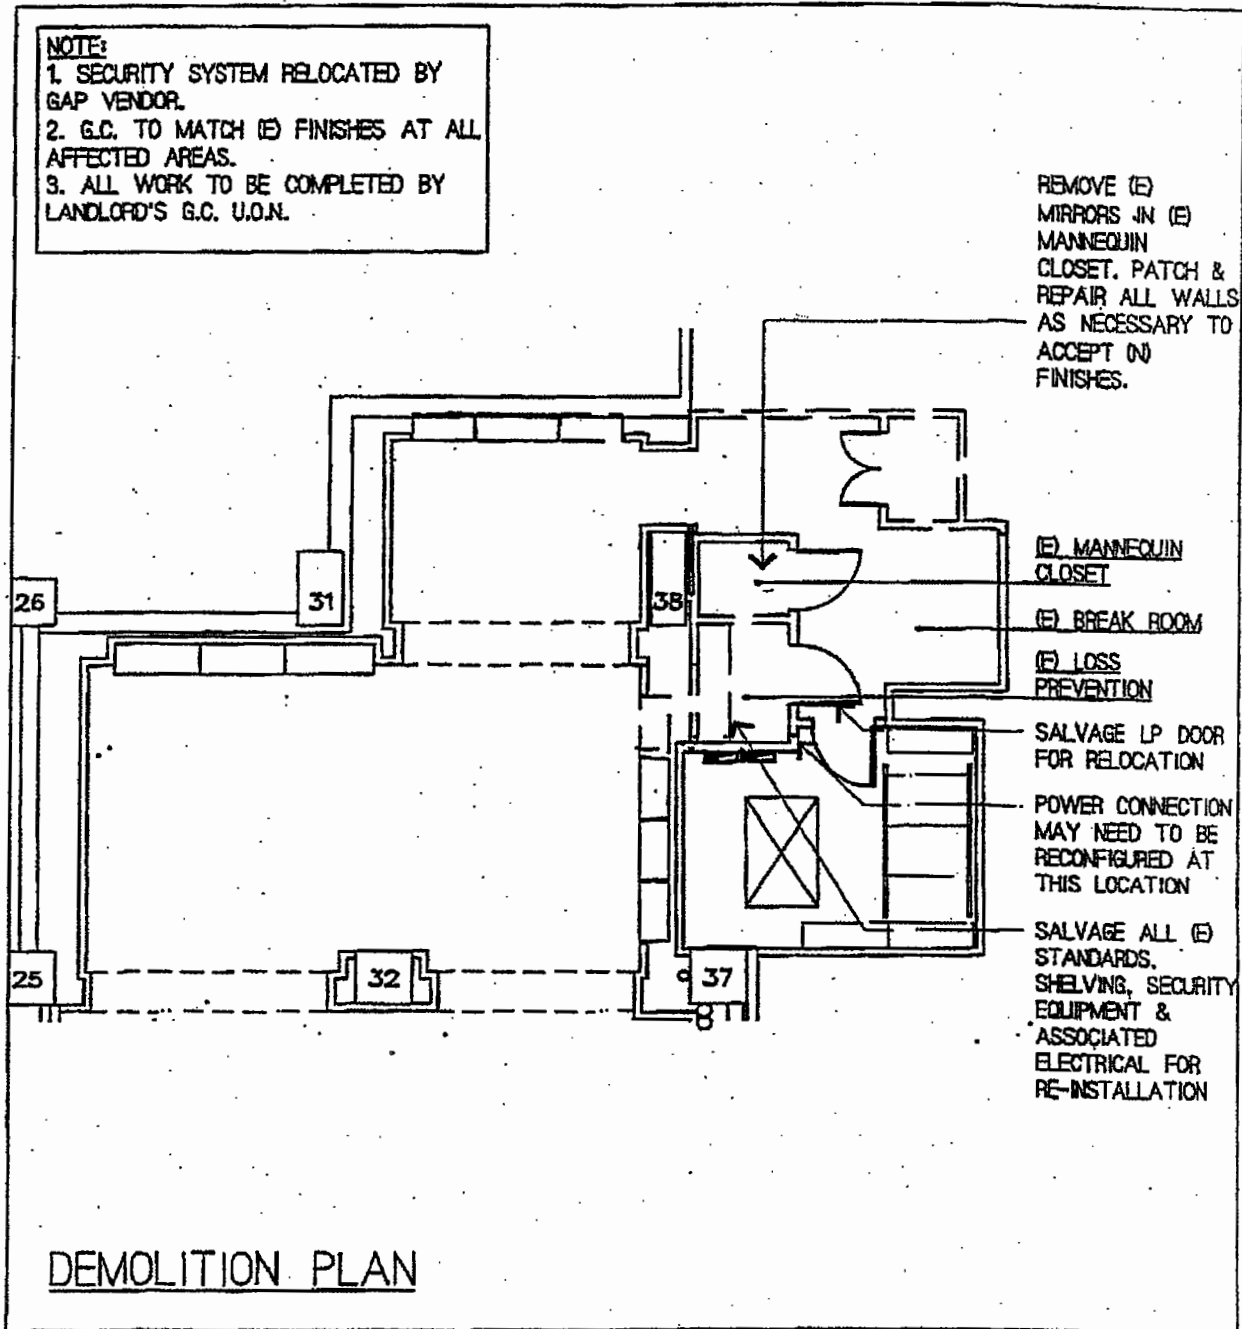 NOTE:
1. SECURITY SYSTEM RELOCATED BY
GAP VENDOR.
2. G.C. TO MATCH (E) FINISHES AT ALL
AFFECTED AREAS.
3. ALL WORK TO BE COMPLETED BY
LANDLORD'S G.C. U.O.N.
REMOVE (E)
MIRRORS IN (E)
MANNEQUIN
CLOSET. PATCH &
REPAIR ALL WALLS
AS NECESSARY TO
ACCEPT (N)
FINISHES.
26
31
38
(E) MANNEQUIN
CLOSET
(E) BREAK ROOM
(E) LOSS
PREVENTION
SALVAGE LP DOOR
FOR RELOCATION
POWER CONNECTION
MAY NEED TO BE
RECONFIGURED AT
THIS LOCATION
SALVAGE ALL (E)
STANDARDS,
SHELVING, SECURITY
EQUIPMENT &
ASSOCIATED
ELECTRICAL FOR
RE-INSTALLATION
25
32
37
DEMOLITION PLAN